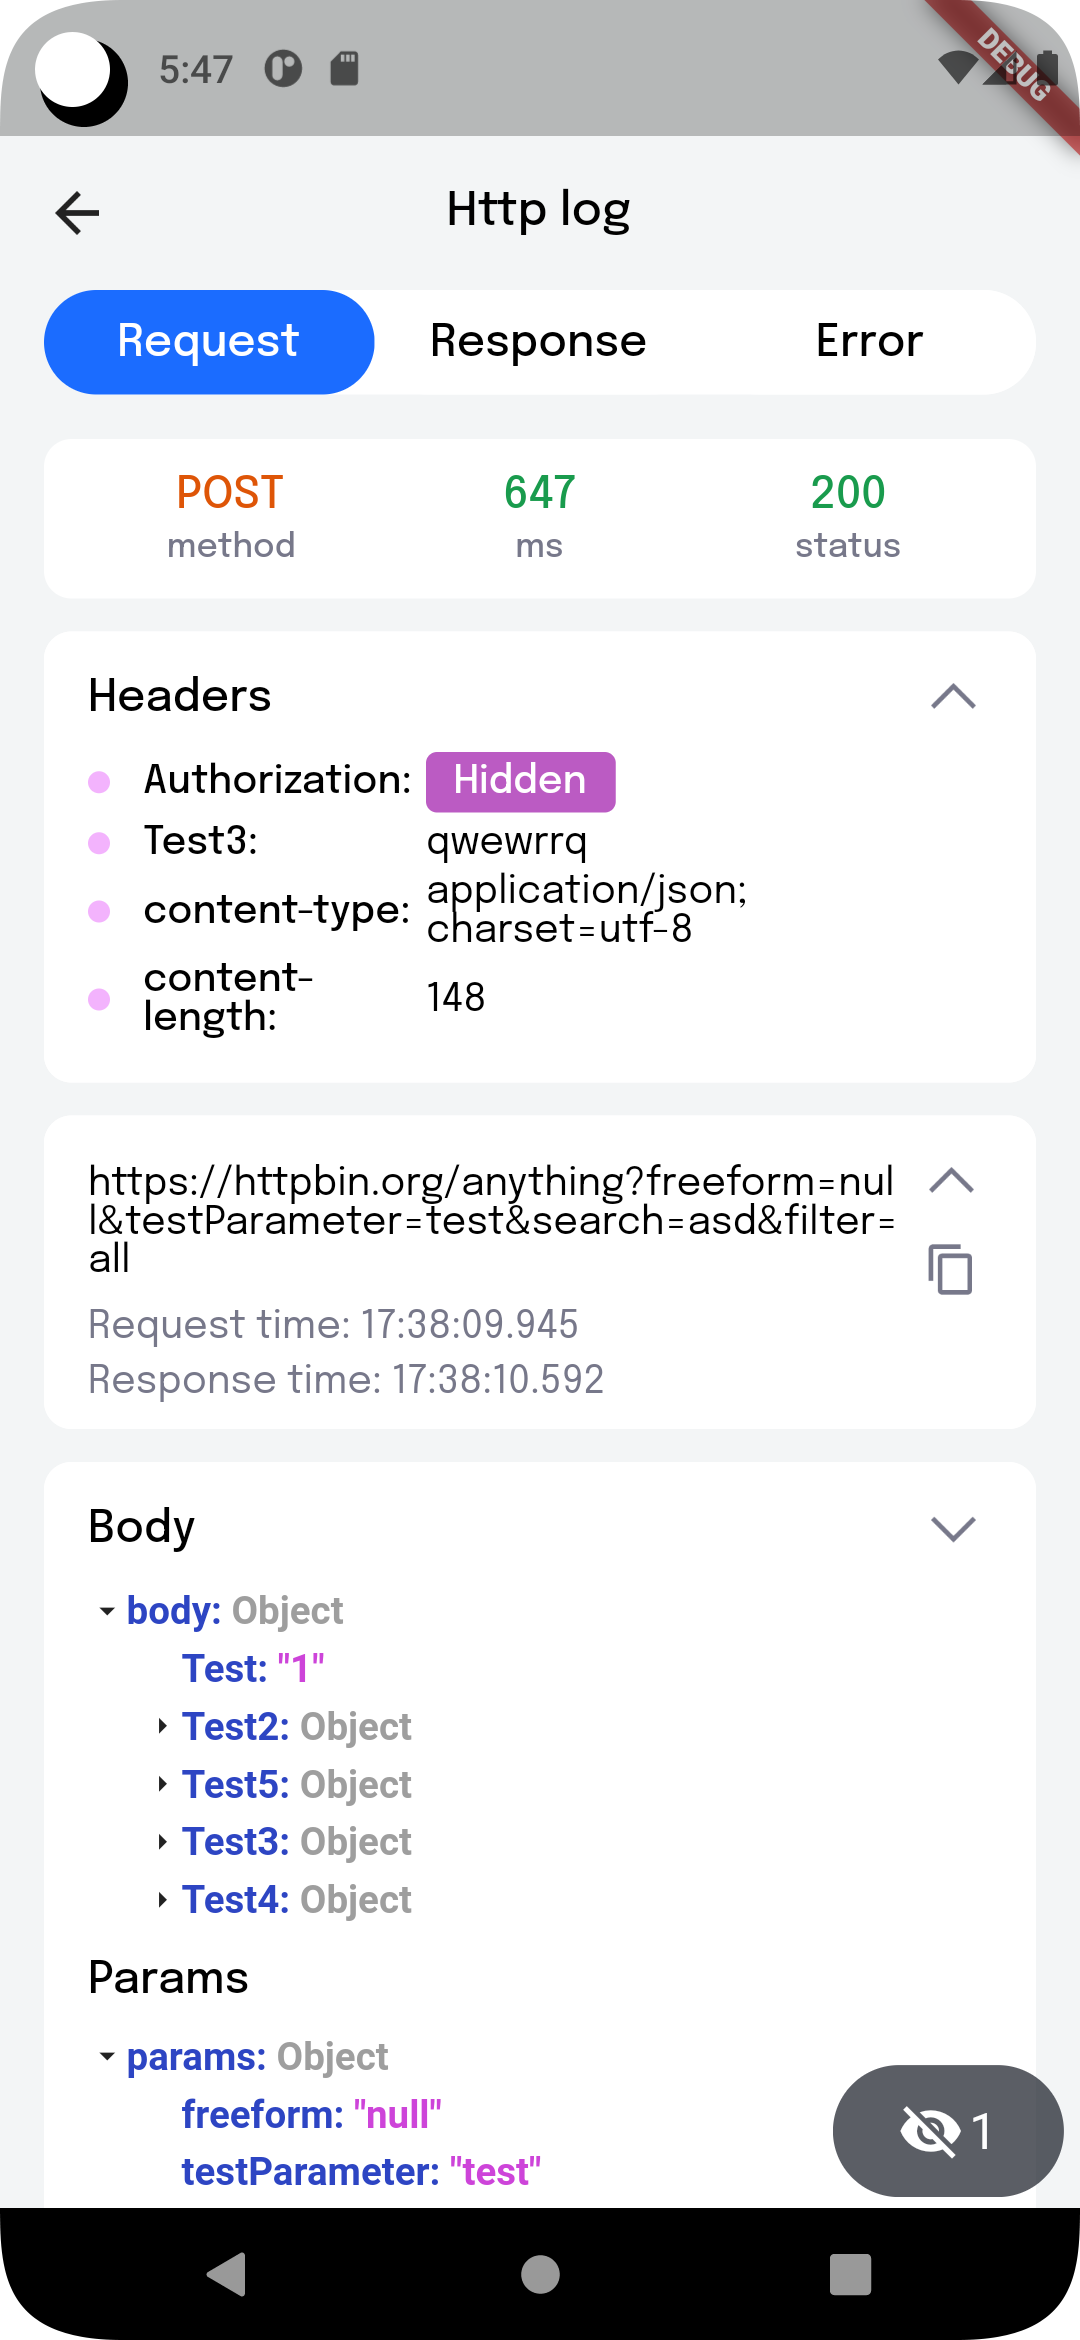 5:47
DEBUG
Http log
Request Response Error
POST 647 200
method ms status
Headers
Authorization: Hidden
Test3: qwewrrq
content-type: application/json;
charset=utf-8
content-
length: 148
https://httpbin.org/anything?freeform=nul
l&testParameter=test&search=asd&filter=
all
Request time: 17:38:09.945
Response time: 17:38:10.592
Body
body: Object
Test: "1"
Test2: Object
Test5: Object
Test3: Object
Test4: Object
Params
params: Object
freeform: "null"
1
testParameter: "test"